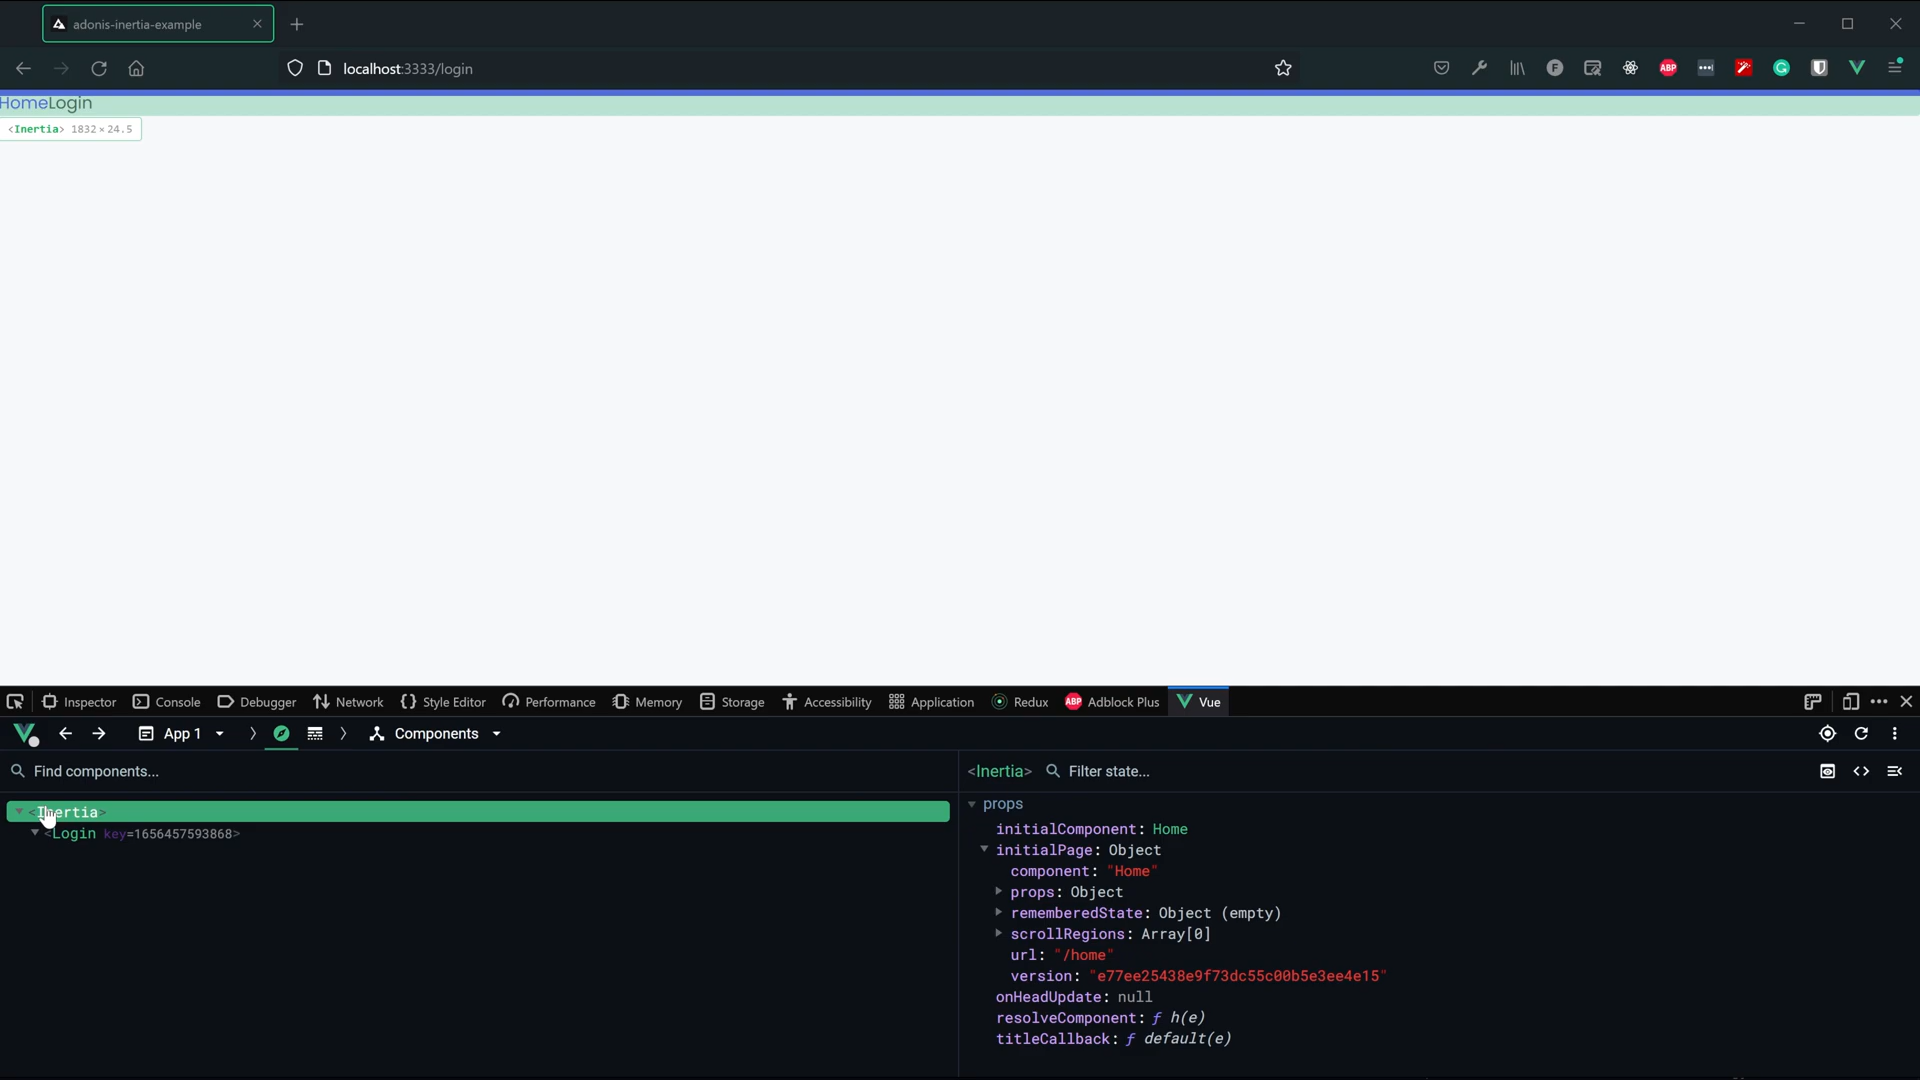 adonis-inertia-example
localhost:3333/login
HomeLogin
<Inertia> 1832 × 24.5
Inspector Console Debugger Network Style Editor Performance Memory Storage Accessibility Application Redux Adblock Plus Vue
App 1 Components
Find components...
<Inertia> Filter state...
<Inertia>
<Login key=1656457593868>
props
initialComponent: Home
initialPage: Object
component: "Home"
props: Object
rememberedState: Object (empty)
scrollRegions: Array[0]
url: "/home"
version: "e77ee25438e9f73dc55c00b5e3ee4e15"
onHeadUpdate: null
resolveComponent: ƒ h(e)
titleCallback: ƒ default(e)